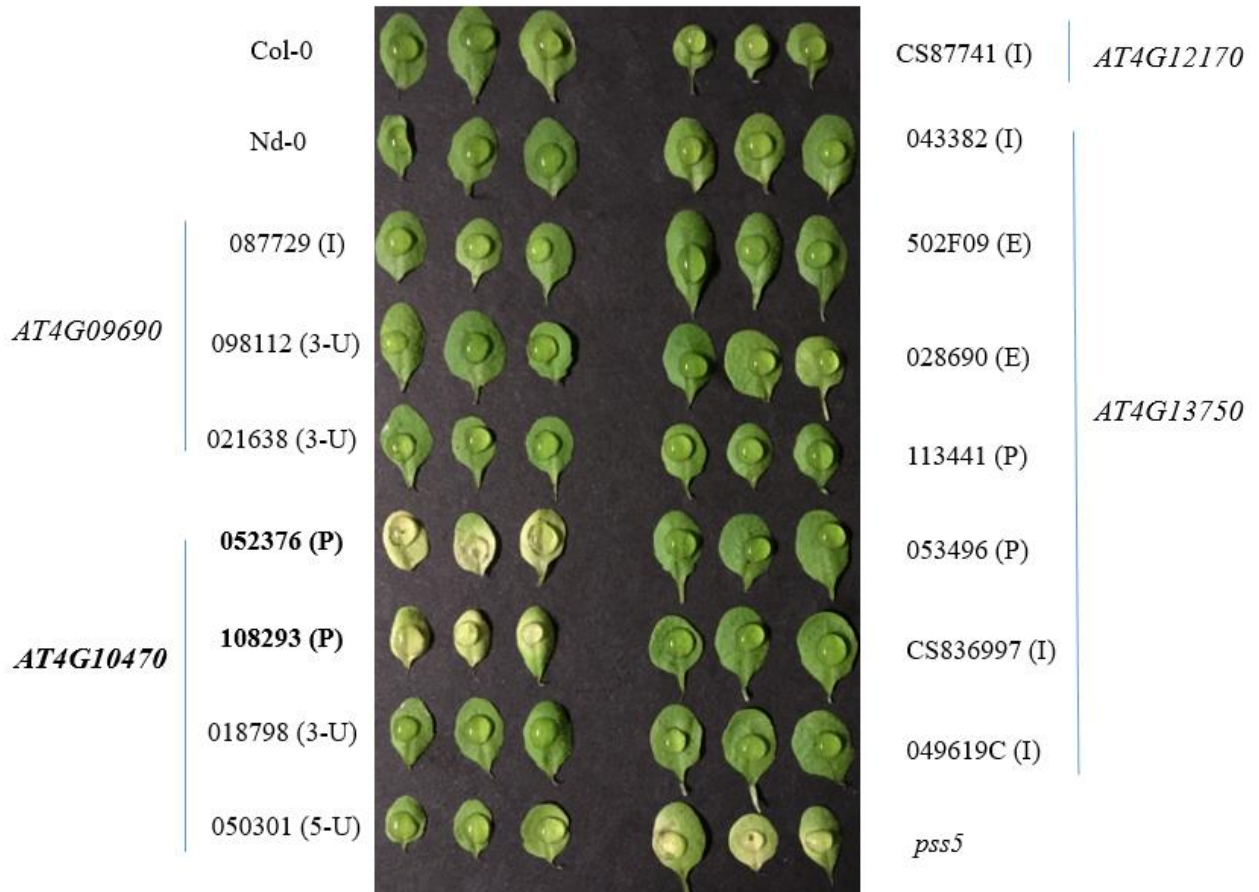 Col-0
CS87741 (I)
AT4G12170
Nd-0
043382 (I)
087729 (I)
502F09 (E)
AT4G09690
098112 (3-U)
028690 (E)
AT4G13750
021638 (3-U)
113441 (P)
052376 (P)
053496 (P)
AT4G10470
108293 (P)
CS836997 (I)
018798 (3-U)
049619C (I)
050301 (5-U)
pss5